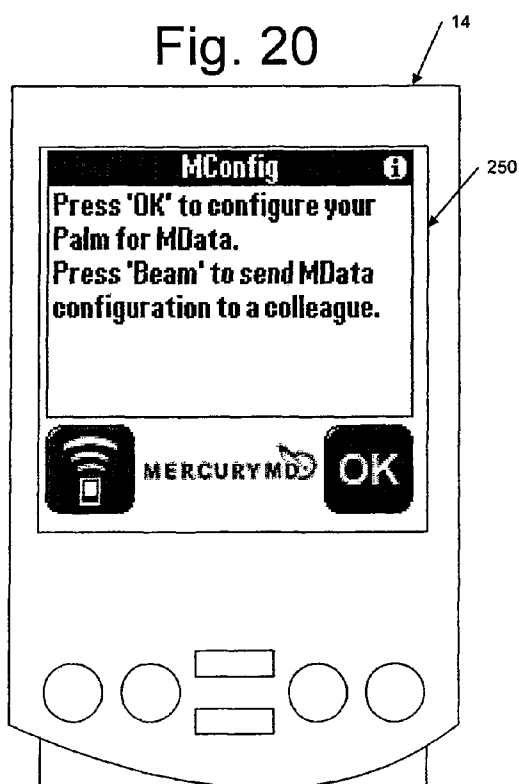 Fig. 20
14
MConfig i
250
Press 'OK' to configure your
Palm for MData.
Press 'Beam' to send MData
configuration to a colleague.
MERCURYMD OK